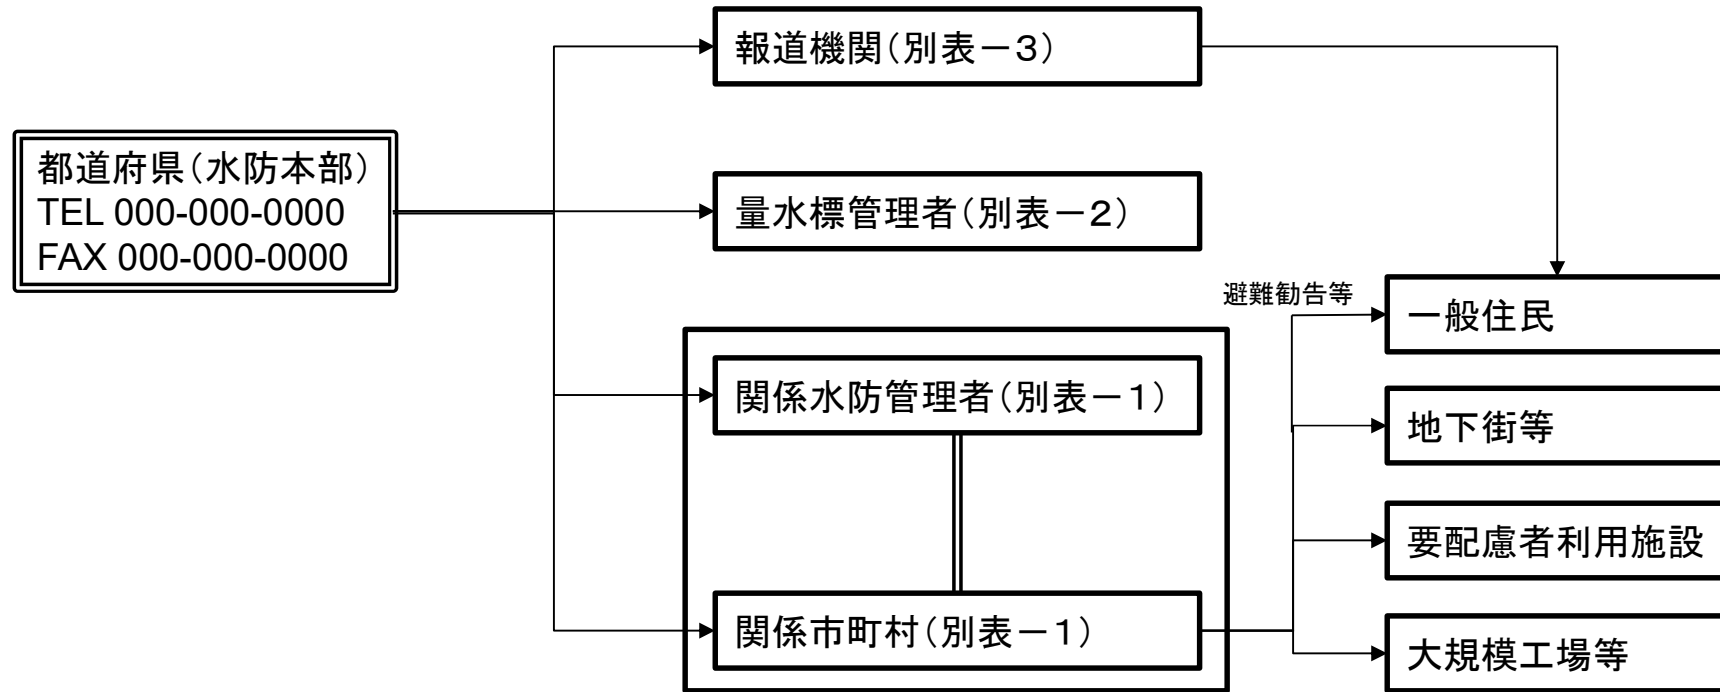 報道機関（別表－３）
都道府県（水防本部）
TEL 000-000-0000
FAX 000-000-0000
量水標管理者（別表－２）
避難勧告等
一般住民
関係水防管理者（別表－１）
地下街等
要配慮者利用施設
関係市町村（別表－１）
大規模工場等